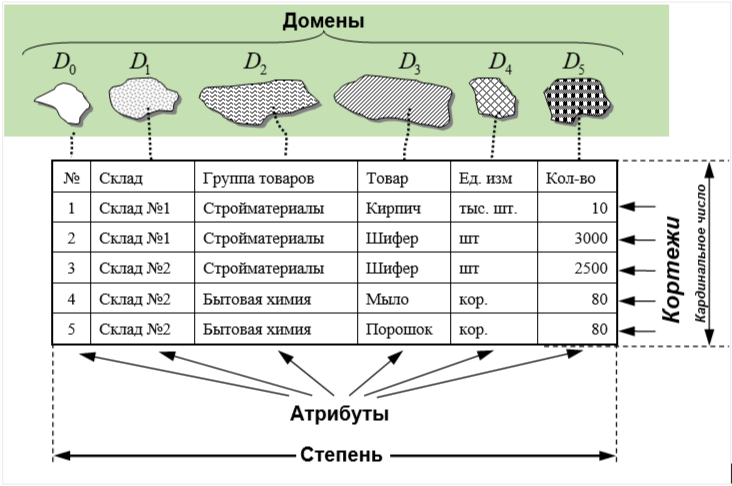 Домены
D0 D1 D2 D3 D4 D5
№ Склад Группа товаров Товар Ед. изм Кол-во
1 Склад №1 Стройматериалы Кирпич тыс. шт. 10
2 Склад №1 Стройматериалы Шифер шт 3000
3 Склад №2 Стройматериалы Шифер шт 2500
4 Склад №2 Бытовая химия Мыло кор. 80
5 Склад №2 Бытовая химия Порошок кор. 80
Кортежи
Кардинальное число
Атрибуты
Степень